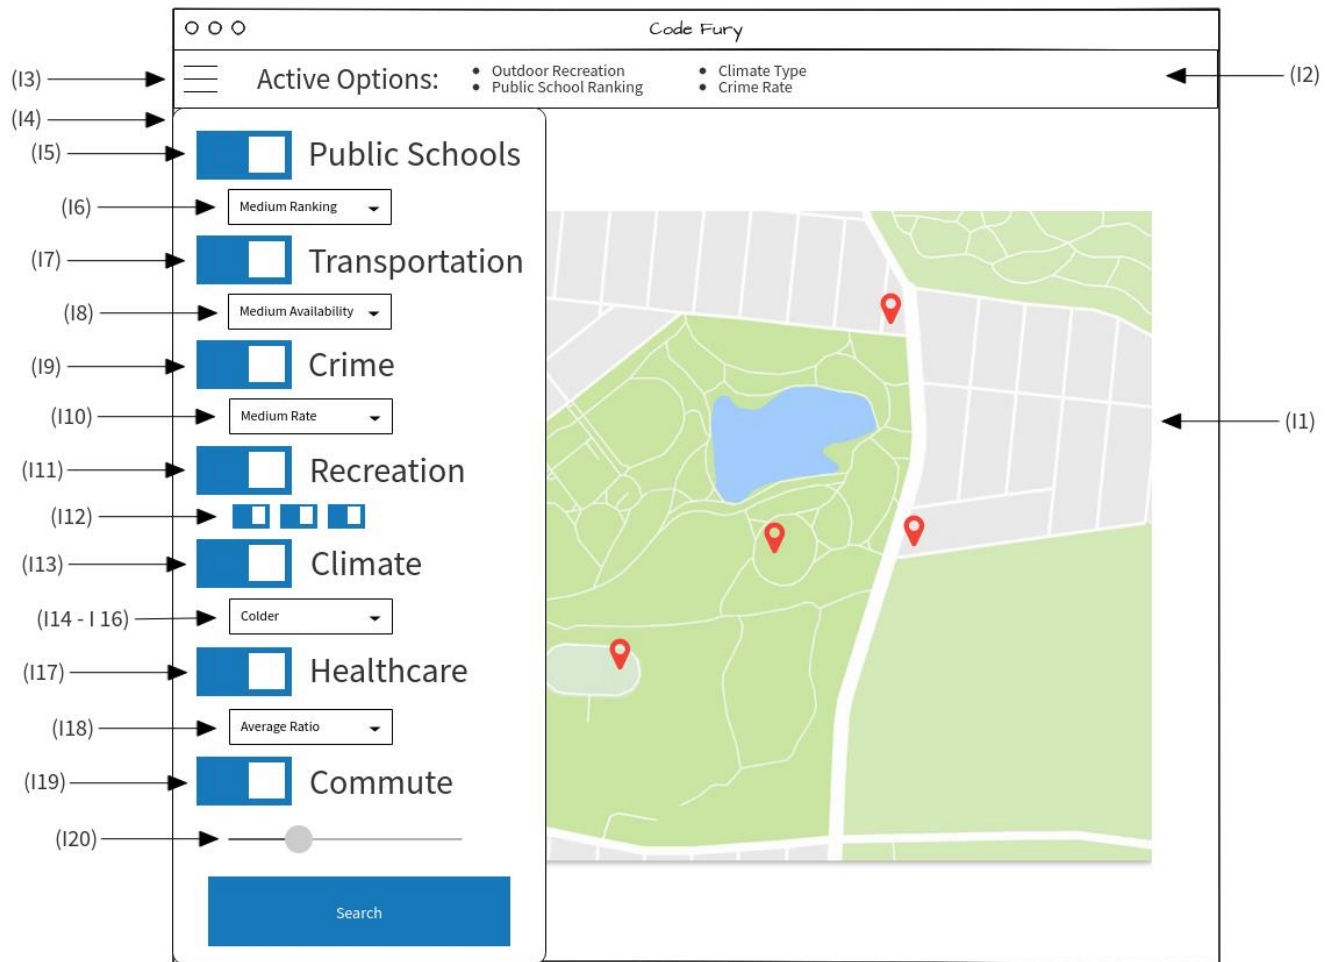 Code Fury
(I3)
Active Options:
• Outdoor Recreation
• Public School Ranking
• Climate Type
• Crime Rate
(I2)
(I4)
(I5)
Public Schools
(I6)
Medium Ranking
(I7)
Transportation
(I8)
Medium Availability
(I9)
Crime
(I10)
Medium Rate
(I1)
(I11)
Recreation
(I12)
(I13)
Climate
(I14 - I 16)
Colder
(I17)
Healthcare
(I18)
Average Ratio
(I19)
Commute
(I20)
Search